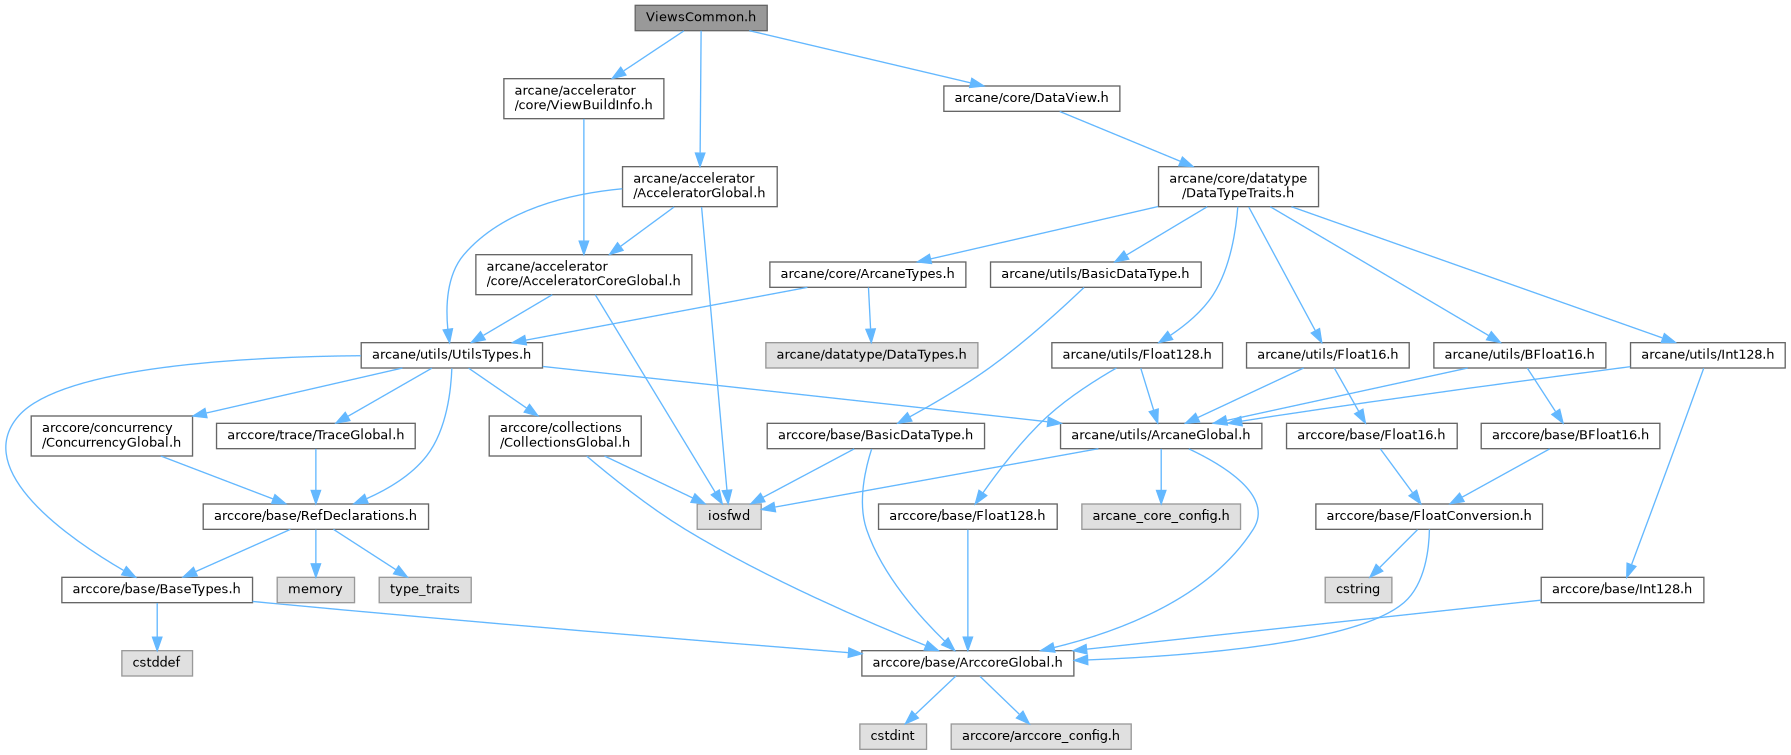 ViewsCommon.h
arcane/accelerator
/core/ViewBuildInfo.h
arcane/core/DataView.h
arcane/accelerator
/AcceleratorGlobal.h
arcane/core/datatype
/DataTypeTraits.h
arcane/accelerator
/core/AcceleratorCoreGlobal.h
arcane/core/ArcaneTypes.h
arcane/utils/BasicDataType.h
arcane/utils/UtilsTypes.h
arcane/datatype/DataTypes.h
arcane/utils/Float128.h
arcane/utils/Float16.h
arcane/utils/BFloat16.h
arcane/utils/Int128.h
arccore/concurrency
/ConcurrencyGlobal.h
arccore/trace/TraceGlobal.h
arccore/collections
/CollectionsGlobal.h
arccore/base/BasicDataType.h
arcane/utils/ArcaneGlobal.h
arccore/base/Float16.h
arccore/base/BFloat16.h
arccore/base/RefDeclarations.h
iosfwd
arccore/base/Float128.h
arcane_core_config.h
arccore/base/FloatConversion.h
arccore/base/BaseTypes.h
memory
type_traits
cstring
arccore/base/Int128.h
cstddef
arccore/base/ArccoreGlobal.h
cstdint
arccore/arccore_config.h